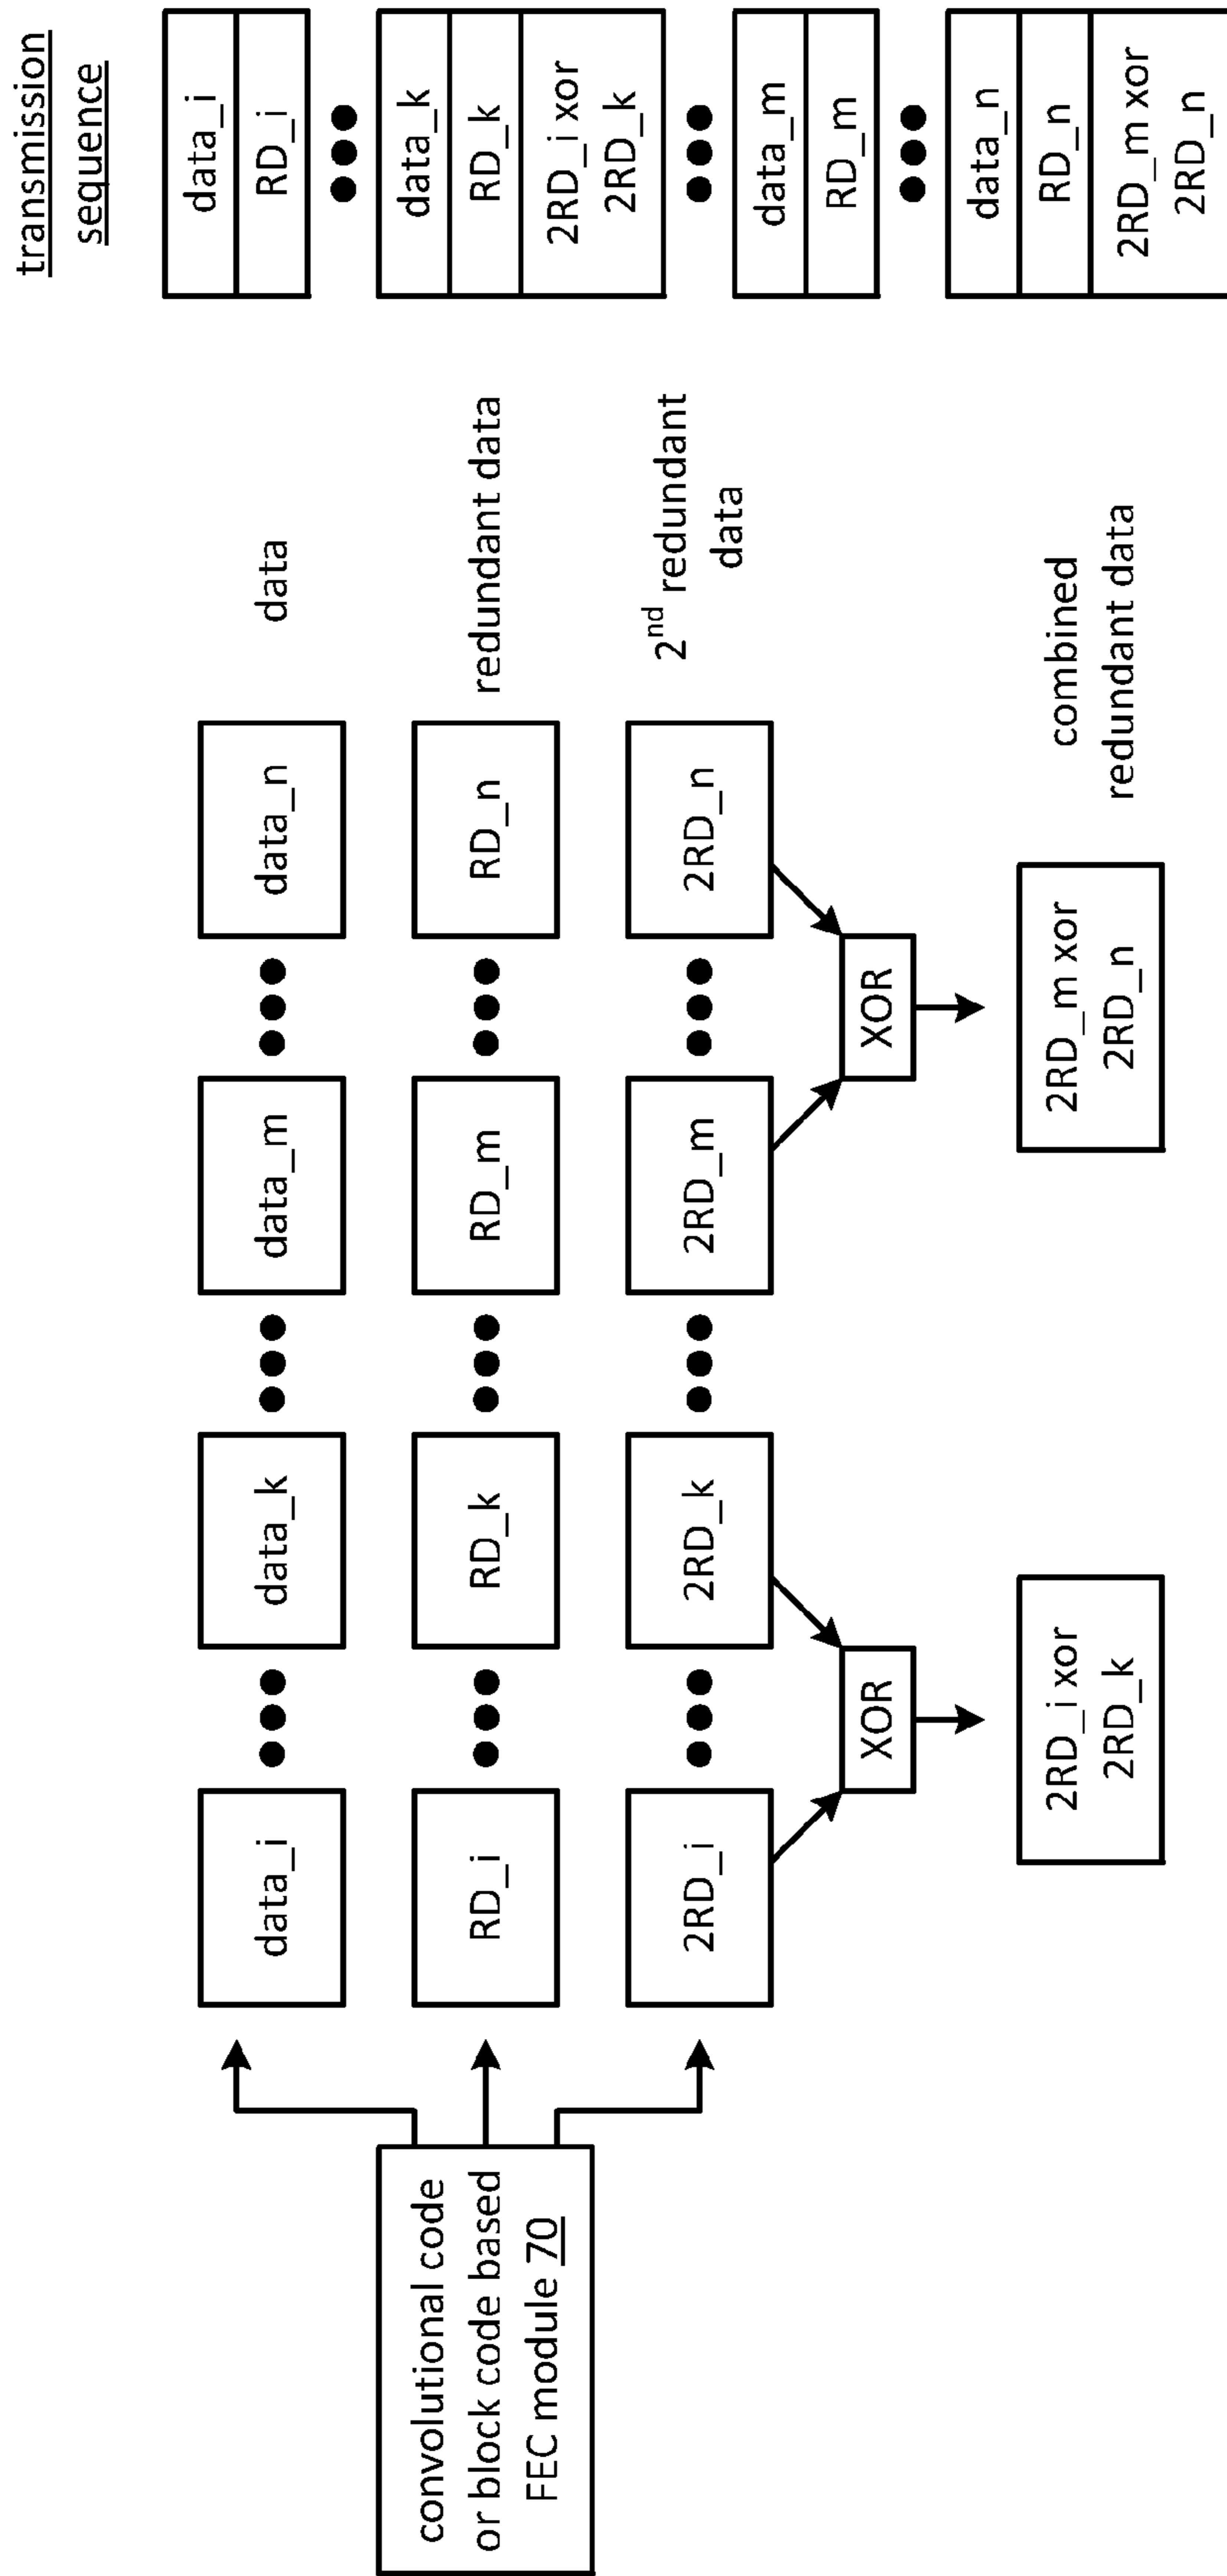 convolutional code
or block code based
FEC module 70
data_i
data_k
data_m
data_n
data
RD_i
RD_k
RD_m
RD_n
redundant data
2RD_i
2RD_k
2RD_m
2RD_n
2nd redundant
data
XOR
XOR
2RD_i xor
2RD_k
2RD_m xor
2RD_n
combined
redundant data
transmission
sequence
data_i
RD_i
data_k
RD_k
2RD_i xor
2RD_k
data_m
RD_m
data_n
RD_n
2RD_m xor
2RD_n